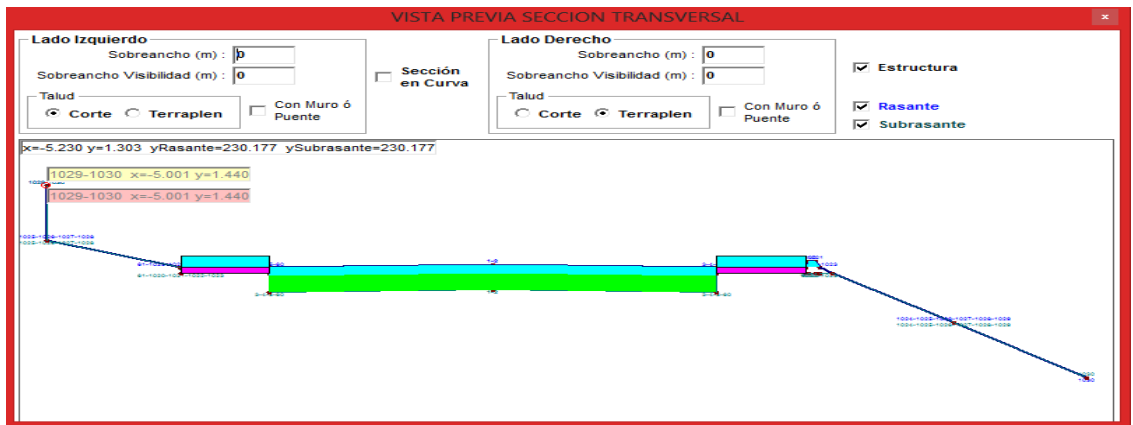 VISTA PREVIA SECCION TRANSVERSAL
x
Lado Izquierdo
Sobreancho (m) : 0
Sobreancho Visibilidad (m) : 0
Talud
Corte
Terraplen
Con Muro ó
Puente
Sección
en Curva
Lado Derecho
Sobreancho (m) : 0
Sobreancho Visibilidad (m) : 0
Talud
Corte
Terraplen
Con Muro ó
Puente
Estructura
Rasante
Subrasante
x=-5.230 y=1.303 yRasante=230.177 ySubrasante=230.177
1029-1030 x=-5.001 y=1.440
1029-1030 x=-5.001 y=1.440